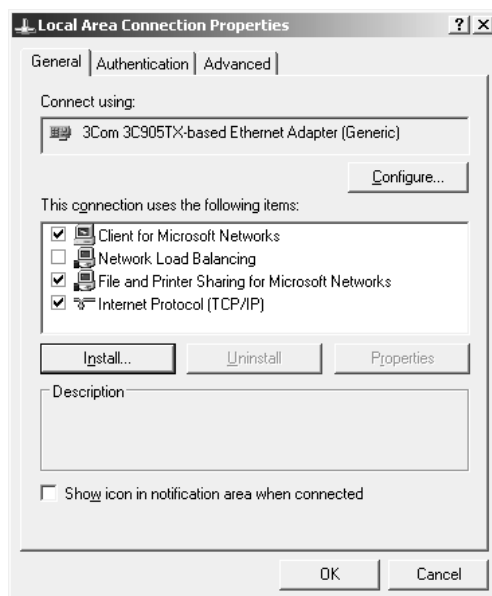 Local Area Connection Properties
General Authentication Advanced
Connect using:
3Com 3C905TX-based Ethernet Adapter (Generic)
Configure...
This connection uses the following items:
Client for Microsoft Networks
Network Load Balancing
File and Printer Sharing for Microsoft Networks
Internet Protocol (TCP/IP)
Install... Uninstall Properties
Description
Show icon in notification area when connected
OK Cancel